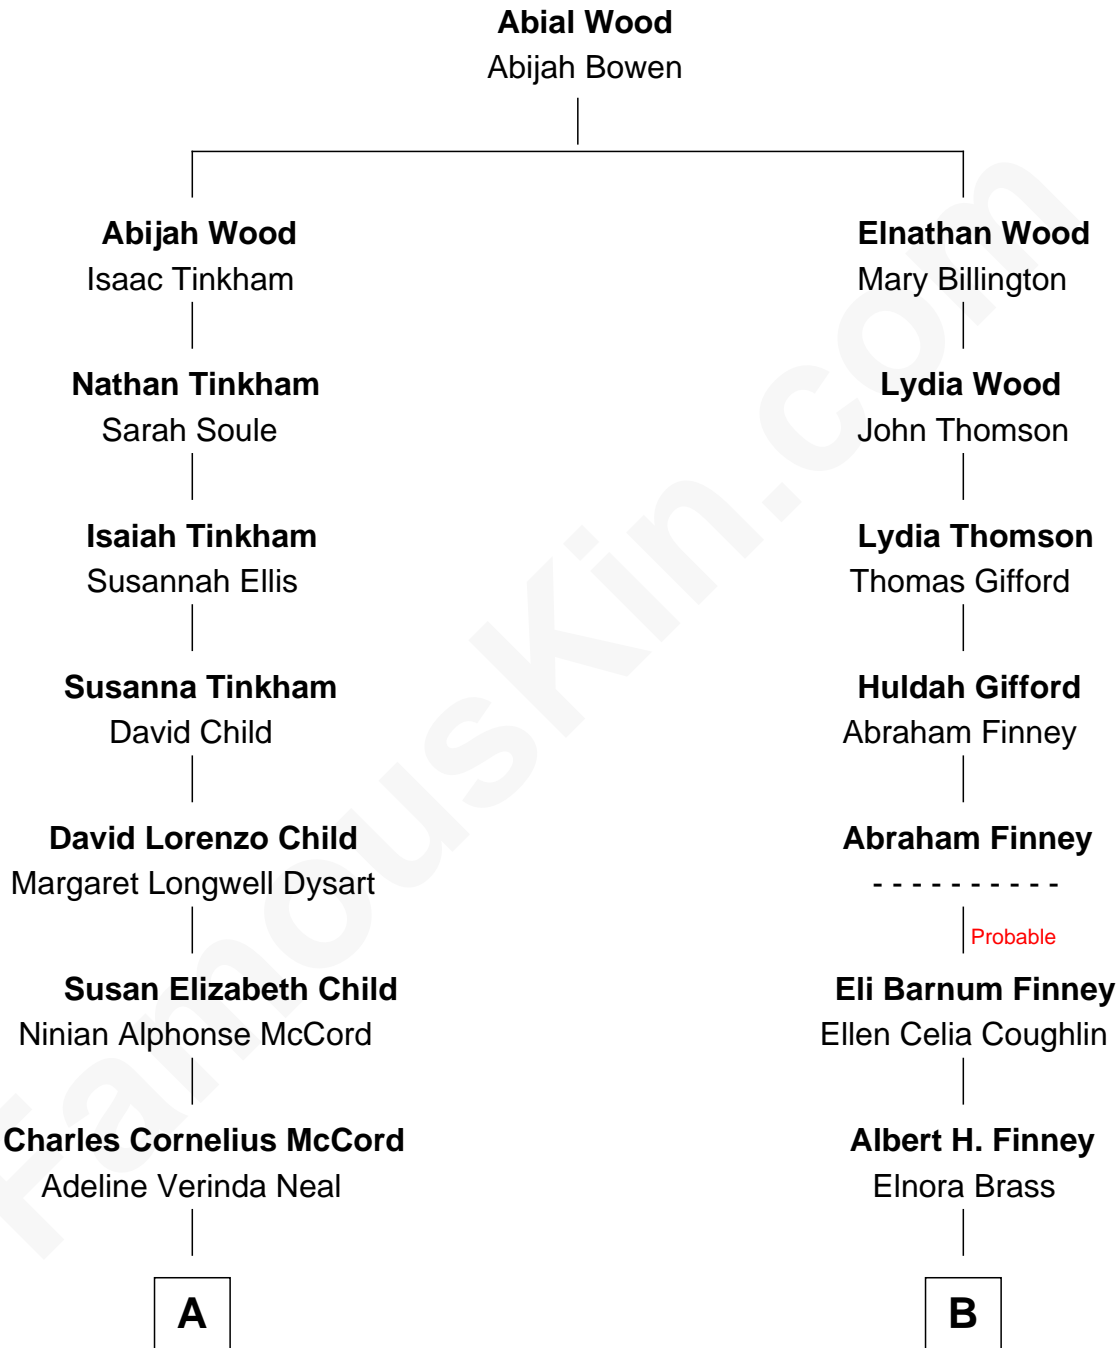 Abial Wood
Abijah Bowen
Abijah Wood
Isaac Tinkham
Elnathan Wood
Mary Billington
Nathan Tinkham
Sarah Soule
Lydia Wood
John Thomson
Isaiah Tinkham
Susannah Ellis
Lydia Thomson
Thomas Gifford
Susanna Tinkham
David Child
Huldah Gifford
Abraham Finney
David Lorenzo Child
Margaret Longwell Dysart
Abraham Finney
- - - - - - - - - -
Probable
Susan Elizabeth Child
Ninian Alphonse McCord
Eli Barnum Finney
Ellen Celia Coughlin
Charles Cornelius McCord
Adeline Verinda Neal
Albert H. Finney
Elnora Brass
A
B
FamousKin.com